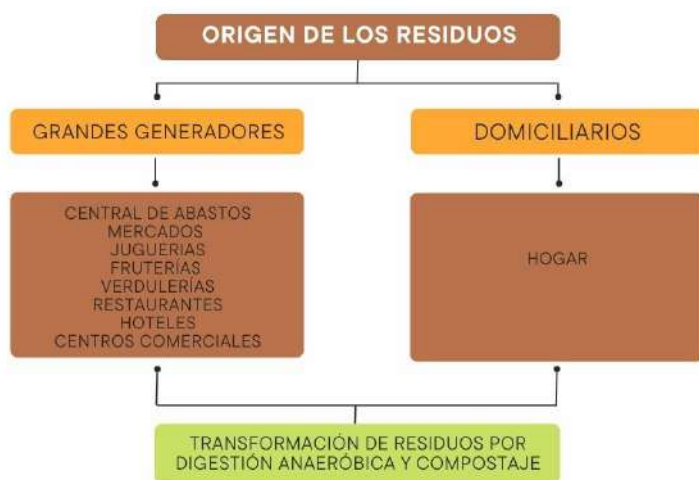 ORIGEN DE LOS RESIDUOS
GRANDES GENERADORES
DOMICILIARIOS
CENTRAL DE ABASTOS
MERCADOS
JUGUERIAS
FRUTERÍAS
VERDULERÍAS
RESTAURANTES
HOTELES
CENTROS COMERCIALES
HOGAR
TRANSFORMACIÓN DE RESIDUOS POR
DIGESTIÓN ANAERÓBICA Y COMPOSTAJE